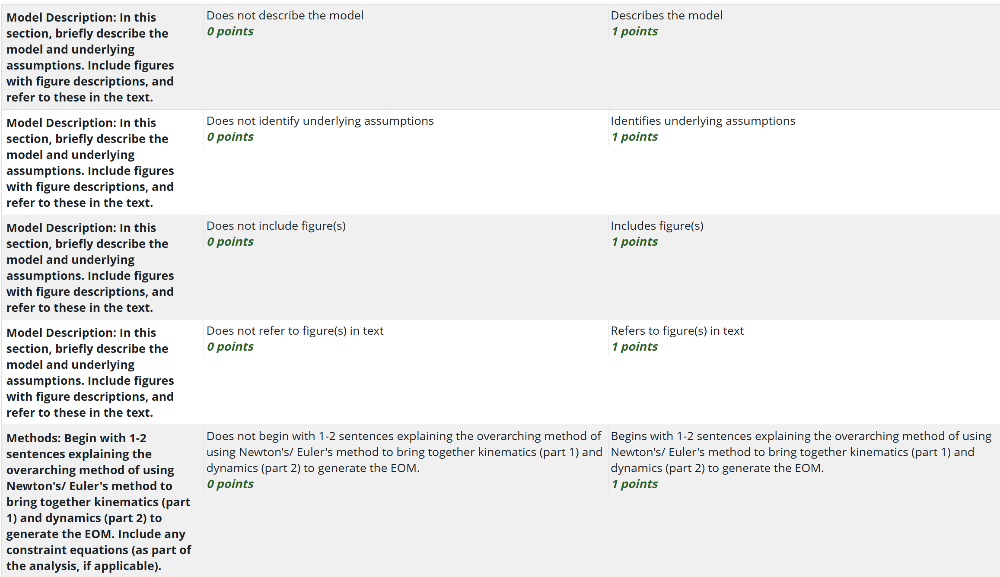 Model Description: In this
section, briefly describe the
model and underlying
assumptions. Include figures
with figure descriptions, and
refer to these in the text.
Does not describe the model
0 points
Describes the model
1 points
Model Description: In this
section, briefly describe the
model and underlying
assumptions. Include figures
with figure descriptions, and
refer to these in the text.
Does not identify underlying assumptions
0 points
Identifies underlying assumptions
1 points
Model Description: In this
section, briefly describe the
model and underlying
assumptions. Include figures
with figure descriptions, and
refer to these in the text.
Does not include figure(s)
0 points
Includes figure(s)
1 points
Model Description: In this
section, briefly describe the
model and underlying
assumptions. Include figures
with figure descriptions, and
refer to these in the text.
Does not refer to figure(s) in text
0 points
Refers to figure(s) in text
1 points
Methods: Begin with 1-2
sentences explaining the
overarching method of using
Newton's/ Euler's method to
bring together kinematics (part
1) and dynamics (part 2) to
generate the EOM. Include any
constraint equations (as part of
the analysis, if applicable).
Does not begin with 1-2 sentences explaining the overarching method of
using Newton's/ Euler's method to bring together kinematics (part 1) and
dynamics (part 2) to generate the EOM.
0 points
Begins with 1-2 sentences explaining the overarching method of using
Newton's/ Euler's method to bring together kinematics (part 1) and
dynamics (part 2) to generate the EOM.
1 points